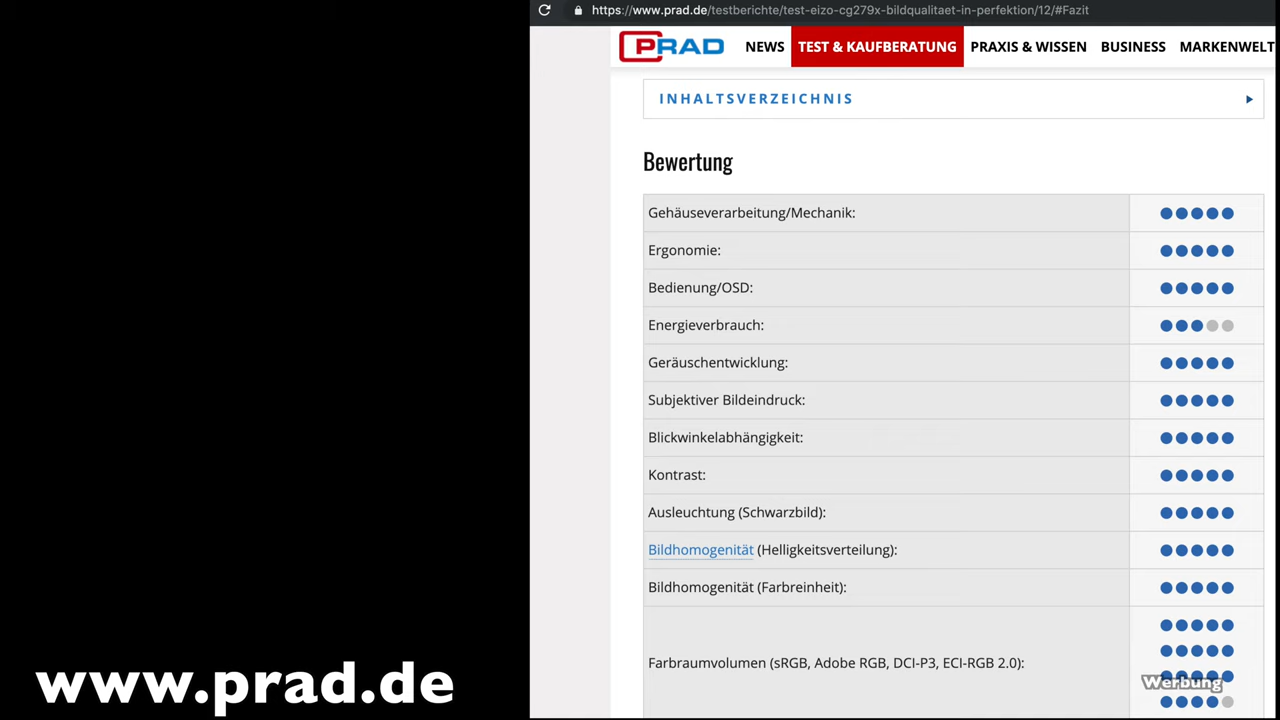 https://www.prad.de/testberichte/test-eizo-cg279x-bildqualitaet-in-perfektion/12/#Fazit
PRAD NEWS TEST & KAUFBERATUNG PRAXIS & WISSEN BUSINESS MARKENWELT
INHALTSVERZEICHNIS
Bewertung
Gehäuseverarbeitung/Mechanik:
Ergonomie:
Bedienung/OSD:
Energieverbrauch:
Geräuschentwicklung:
Subjektiver Bildeindruck:
Blickwinkelabhängigkeit:
Kontrast:
Ausleuchtung (Schwarzbild):
Bildhomogenität (Helligkeitsverteilung):
Bildhomogenität (Farbreinheit):
Farbraumvolumen (sRGB, Adobe RGB, DCI-P3, ECI-RGB 2.0):
Werbung
www.prad.de